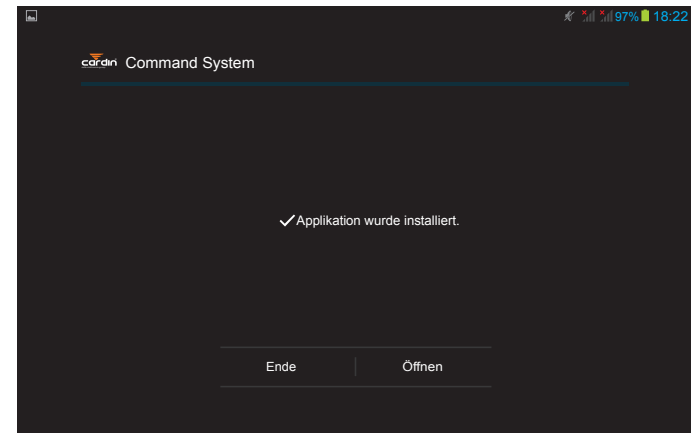 97% 18:22
cardin Command System
Applikation wurde installiert.
Ende Öffnen